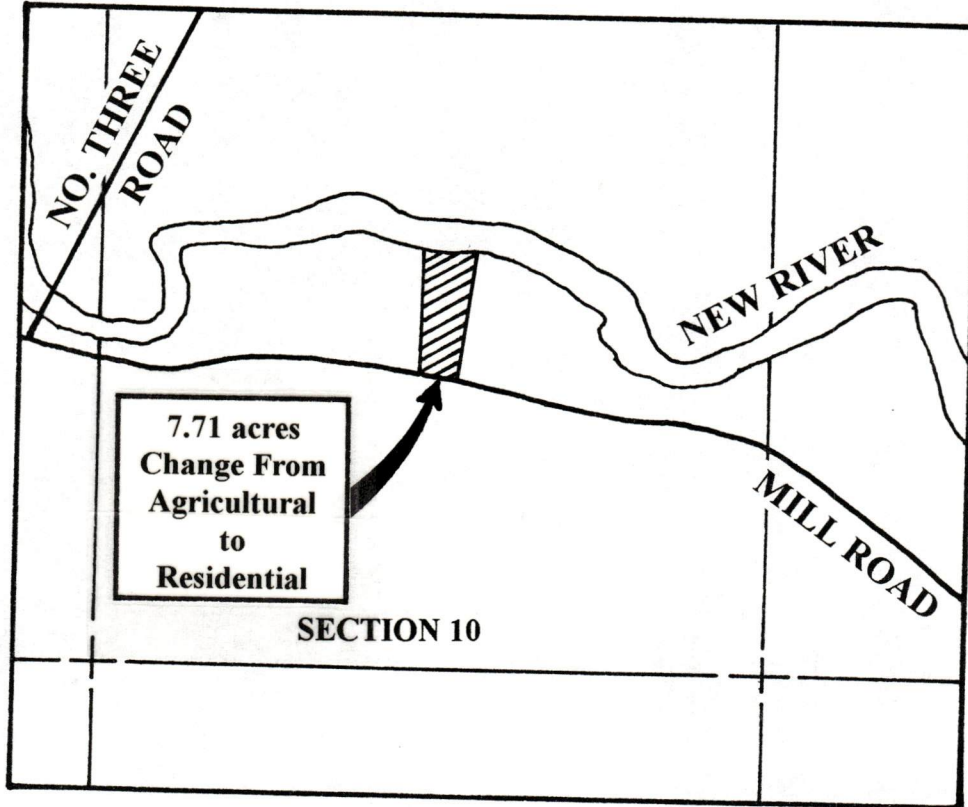 NO. THREE
ROAD
NEW RIVER
7.71 acres
Change From
Agricultural
to
Residential
MILL ROAD
SECTION 10